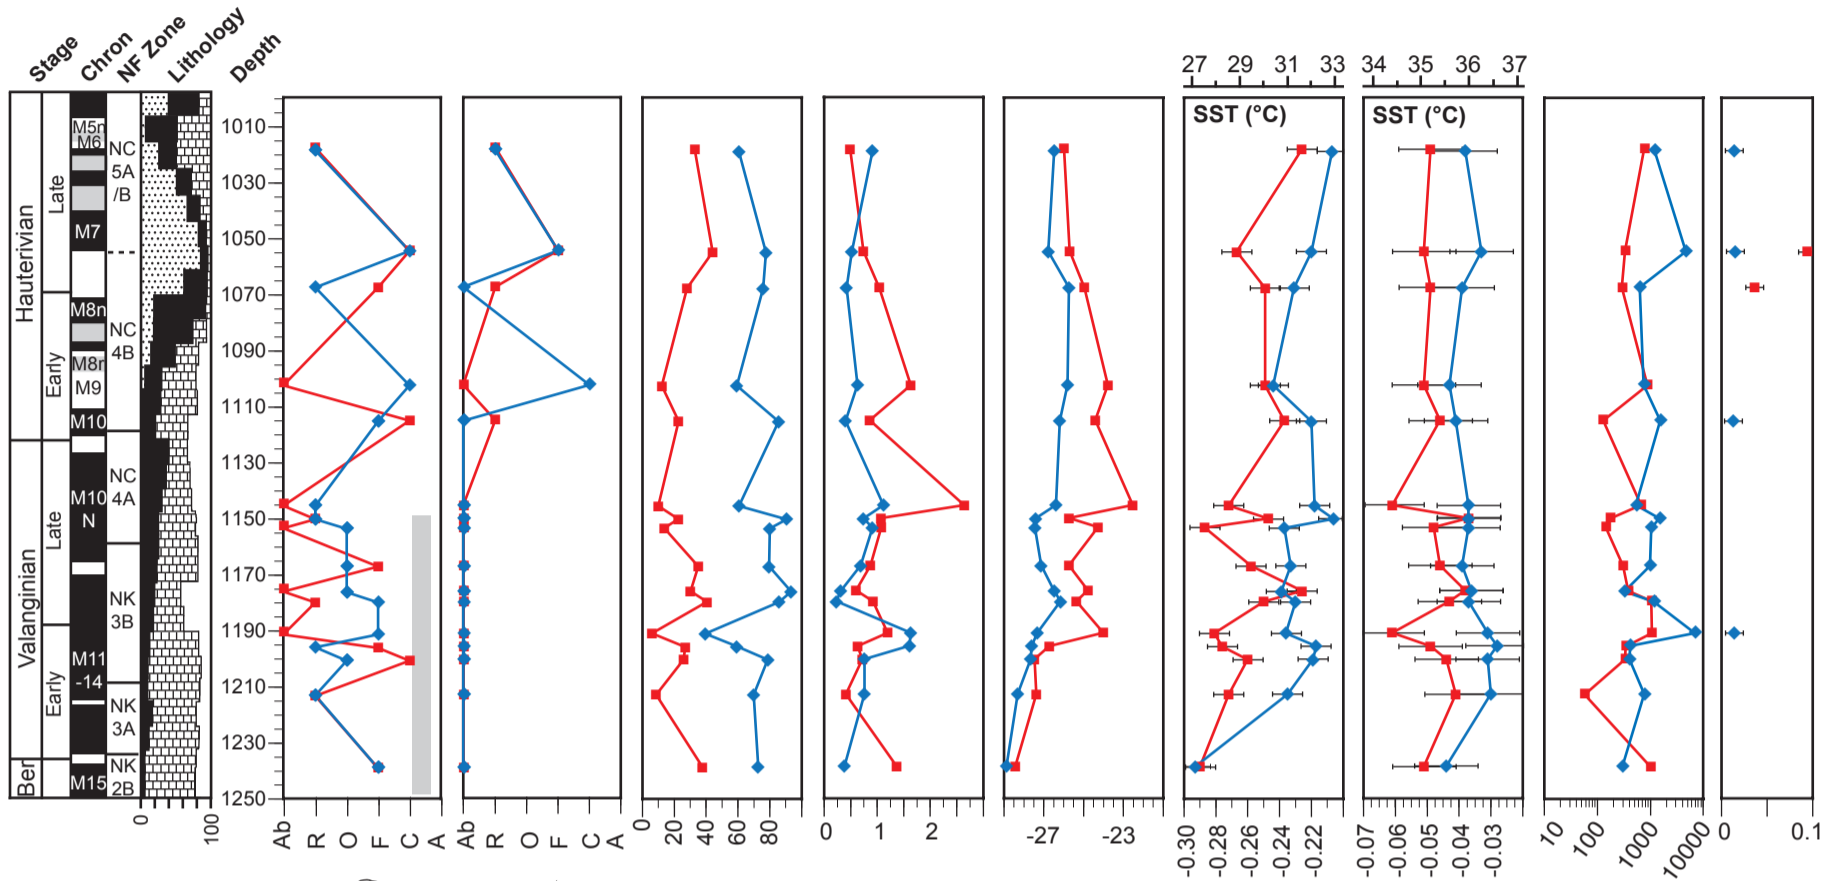 Stage Chron NF Zone Lithology Depth
27 29 31 33 34 35 36 37
SST (°C) SST (°C)
1010
1030
1050
1070
1090
1110
1130
1150
1170
1190
1210
1230
1250
Hauterivian
Valanginian
Ber
Late
Early
Late
Early
M5n
M6
M7
M8n
M8r
M9
M10
M10
N
M11
-14
M15
NC
5A
/B
NC
4B
NC
4A
NK
3B
NK
3A
NK
2B
0 100
Ab R O F C A
Ab R O F C A
0 20 40 60 80
0 1 2
-27 -23
-0.30 -0.28 -0.26 -0.24 -0.22
-0.07 -0.06 -0.05 -0.04 -0.03
10 100 1000 10000
0 0.1